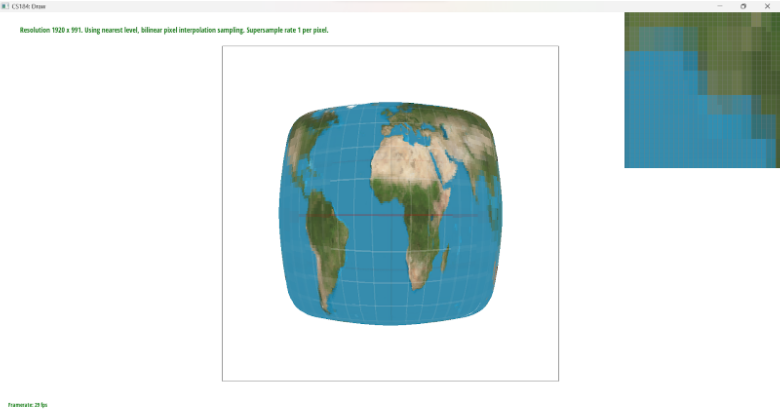 CS184: Draw
Resolution 1920 x 991. Using nearest level, bilinear pixel interpolation sampling. Supersample rate 1 per pixel.
Framerate: 29 fps